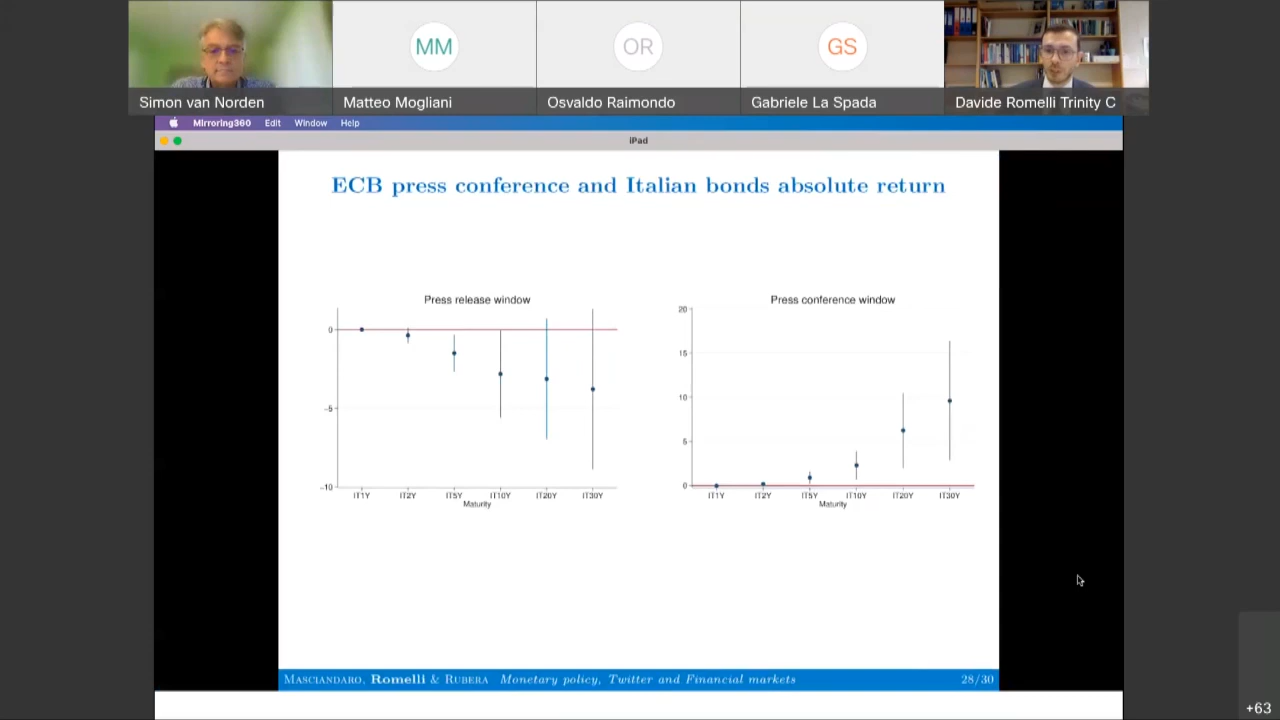 MM
OR
GS
Simon van Norden
Matteo Mogliani
Osvaldo Raimondo
Gabriele La Spada
Davide Romelli Trinity C
Mirroring360 Edit Window Help
iPad
ECB press conference and Italian bonds absolute return
Press release window
0
-5
-10
IT1Y IT2Y IT5Y IT10Y IT20Y IT30Y
Maturity
Press conference window
20
15
10
5
0
IT1Y IT2Y IT5Y IT10Y IT20Y IT30Y
Maturity
Masciandaro, Romelli & Rubera Monetary policy, Twitter and Financial markets 28/30
+63